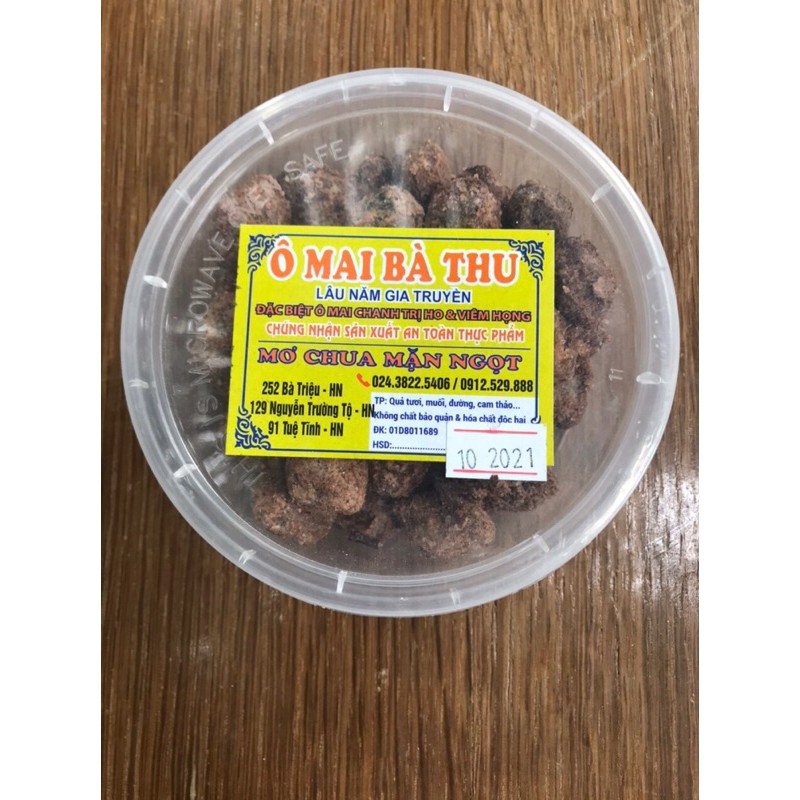 SAFE
MICROWAVE
Ô MAI BÀ THU
LÂU NĂM GIA TRUYỀN
ĐẶC BIỆT Ô MAI CHANH TRỊ HO & VIÊM HỌNG
CHỨNG NHẬN SẢN XUẤT AN TOÀN THỰC PHẨM
MƠ CHUA MẶN NGỌT
024.3822.5406 / 0912.529.888
252 Bà Triệu - HN
129 Nguyễn Trường Tộ - HN
91 Tuệ Tĩnh - HN
TP: Quả tươi, muối, đường, cam thảo...
Không chất bảo quản & hóa chất độc hai
ĐK: 01D8011689
HSD:......................
10 2021
11